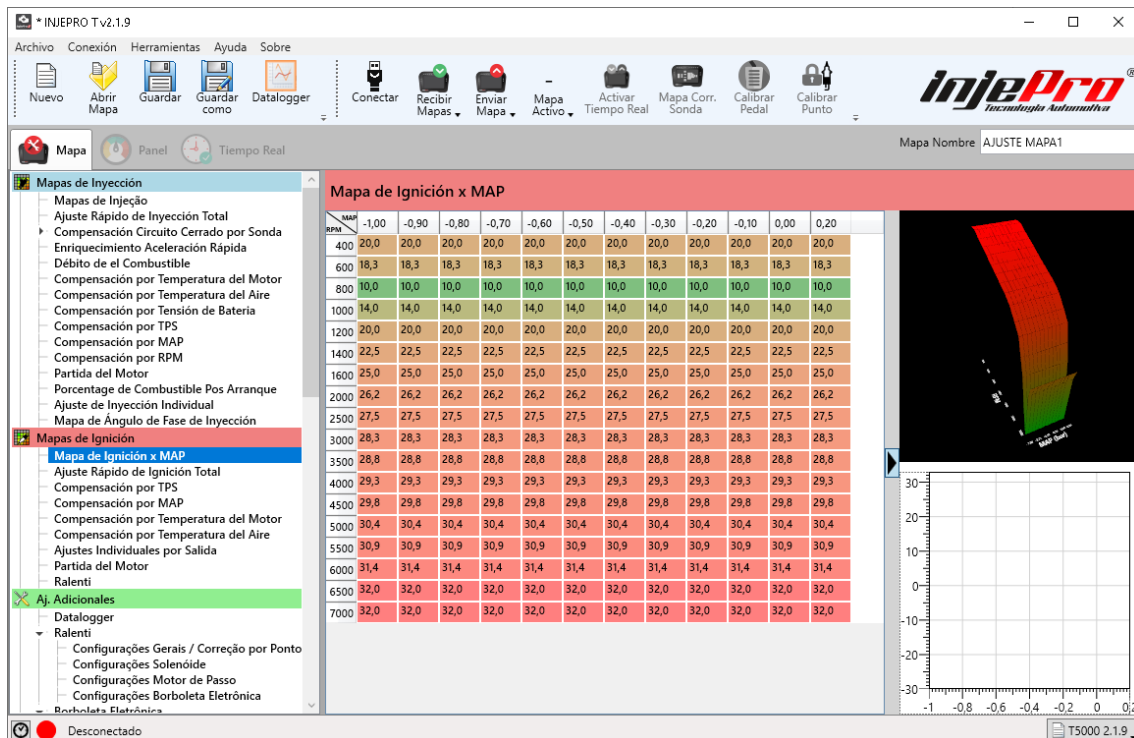 * INJEPRO T v2.1.9
Archivo Conexión Herramientas Ayuda Sobre
Nuevo Abrir Mapa Guardar Guardar como Datalogger Conectar Recibir Mapas Enviar Mapa - Mapa Activo Activar Tiempo Real Mapa Corr. Sonda Calibrar Pedal Calibrar Punto
injePro ®
Tecnologia Automotiva
Mapa Panel Tiempo Real
Mapa Nombre AJUSTE MAPA1
Mapas de Inyección
Mapas de Injeção
Ajuste Rápido de Inyección Total
Compensación Circuito Cerrado por Sonda
Enriquecimiento Aceleración Rápida
Débito de el Combustible
Compensación por Temperatura del Motor
Compensación por Temperatura del Aire
Compensación por Tensión de Bateria
Compensación por TPS
Compensación por MAP
Compensación por RPM
Partida del Motor
Porcentage de Combustible Pos Arranque
Ajuste de Inyección Individual
Mapa de Ángulo de Fase de Inyección
Mapas de Ignición
Mapa de Ignición x MAP
Ajuste Rápido de Ignición Total
Compensación por TPS
Compensación por MAP
Compensación por Temperatura del Motor
Compensación por Temperatura del Aire
Ajustes Individuales por Salida
Partida del Motor
Ralenti
Aj. Adicionales
Datalogger
Ralenti
Configurações Gerais / Correção por Ponto
Configurações Solenóide
Configurações Motor de Passo
Configurações Borboleta Eletrônica
Borboleta Eletrônica
Mapa de Ignición x MAP
MAP RPM -1,00 -0,90 -0,80 -0,70 -0,60 -0,50 -0,40 -0,30 -0,20 -0,10 0,00 0,20
400 20,0 20,0 20,0 20,0 20,0 20,0 20,0 20,0 20,0 20,0 20,0 20,0
600 18,3 18,3 18,3 18,3 18,3 18,3 18,3 18,3 18,3 18,3 18,3 18,3
800 10,0 10,0 10,0 10,0 10,0 10,0 10,0 10,0 10,0 10,0 10,0 10,0
1000 14,0 14,0 14,0 14,0 14,0 14,0 14,0 14,0 14,0 14,0 14,0 14,0
1200 20,0 20,0 20,0 20,0 20,0 20,0 20,0 20,0 20,0 20,0 20,0 20,0
1400 22,5 22,5 22,5 22,5 22,5 22,5 22,5 22,5 22,5 22,5 22,5 22,5
1600 25,0 25,0 25,0 25,0 25,0 25,0 25,0 25,0 25,0 25,0 25,0 25,0
2000 26,2 26,2 26,2 26,2 26,2 26,2 26,2 26,2 26,2 26,2 26,2 26,2
2500 27,5 27,5 27,5 27,5 27,5 27,5 27,5 27,5 27,5 27,5 27,5 27,5
3000 28,3 28,3 28,3 28,3 28,3 28,3 28,3 28,3 28,3 28,3 28,3 28,3
3500 28,8 28,8 28,8 28,8 28,8 28,8 28,8 28,8 28,8 28,8 28,8 28,8
4000 29,3 29,3 29,3 29,3 29,3 29,3 29,3 29,3 29,3 29,3 29,3 29,3
4500 29,8 29,8 29,8 29,8 29,8 29,8 29,8 29,8 29,8 29,8 29,8 29,8
5000 30,4 30,4 30,4 30,4 30,4 30,4 30,4 30,4 30,4 30,4 30,4 30,4
5500 30,9 30,9 30,9 30,9 30,9 30,9 30,9 30,9 30,9 30,9 30,9 30,9
6000 31,4 31,4 31,4 31,4 31,4 31,4 31,4 31,4 31,4 31,4 31,4 31,4
6500 32,0 32,0 32,0 32,0 32,0 32,0 32,0 32,0 32,0 32,0 32,0 32,0
7000 32,0 32,0 32,0 32,0 32,0 32,0 32,0 32,0 32,0 32,0 32,0 32,0
MAP (bar)
30
20
10
0
-10
-20
-30
-1 -0,8 -0,6 -0,4 -0,2 0 0,2
Desconectado
T5000 2.1.9